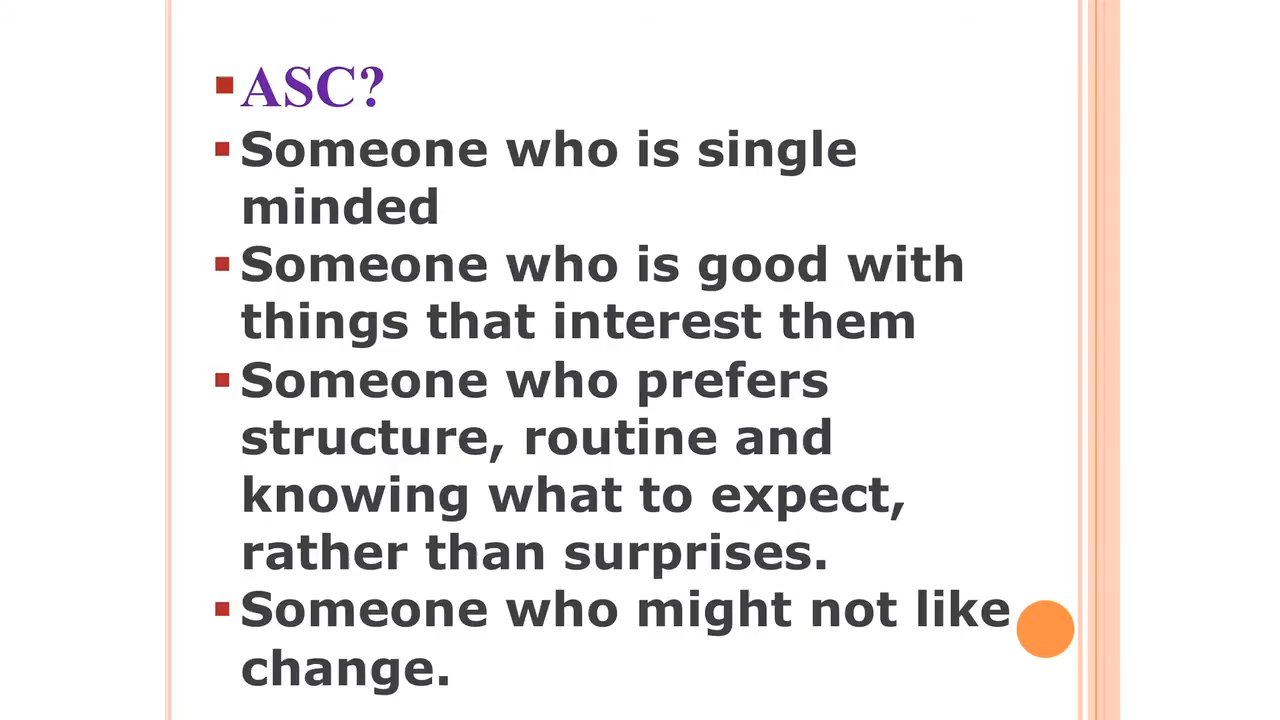 ASC?
Someone who is single
minded
Someone who is good with
things that interest them
Someone who prefers
structure, routine and
knowing what to expect,
rather than surprises.
Someone who might not like
change.